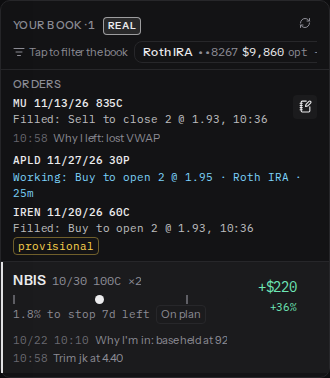 YOUR BOOK · 1 REAL
Tap to filter the book Roth IRA ••8267 $9,860 opt ·
ORDERS
MU 11/13/26 835C
Filled: Sell to close 2 @ 1.93, 10:36
10:58 Why I left: lost VWAP
APLD 11/27/26 30P
Working: Buy to open 2 @ 1.95 · Roth IRA ·
25m
IREN 11/20/26 60C
Filled: Buy to open 2 @ 1.93, 10:36
provisional
NBIS 10/30 100C ×2 +$220
+36%
1.8% to stop 7d left On plan
10/22 10:10 Why I'm in: base held at 92
10:58 Trim jk at 4.40